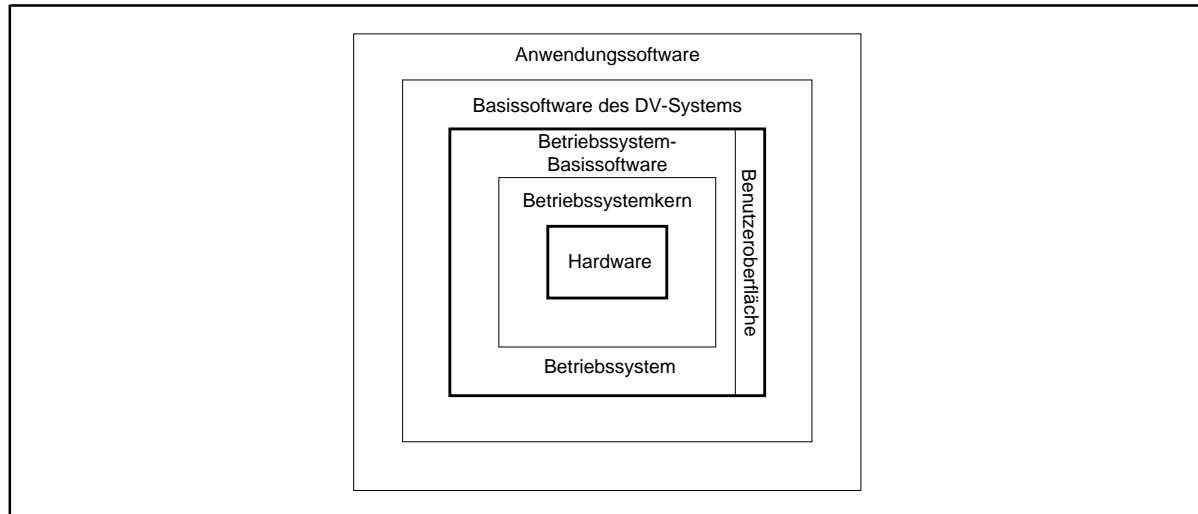 Anwendungssoftware
Basissoftware des DV-Systems
Betriebssystem-
Basissoftware
Benutzeroberfläche
Betriebssystemkern
Hardware
Betriebssystem